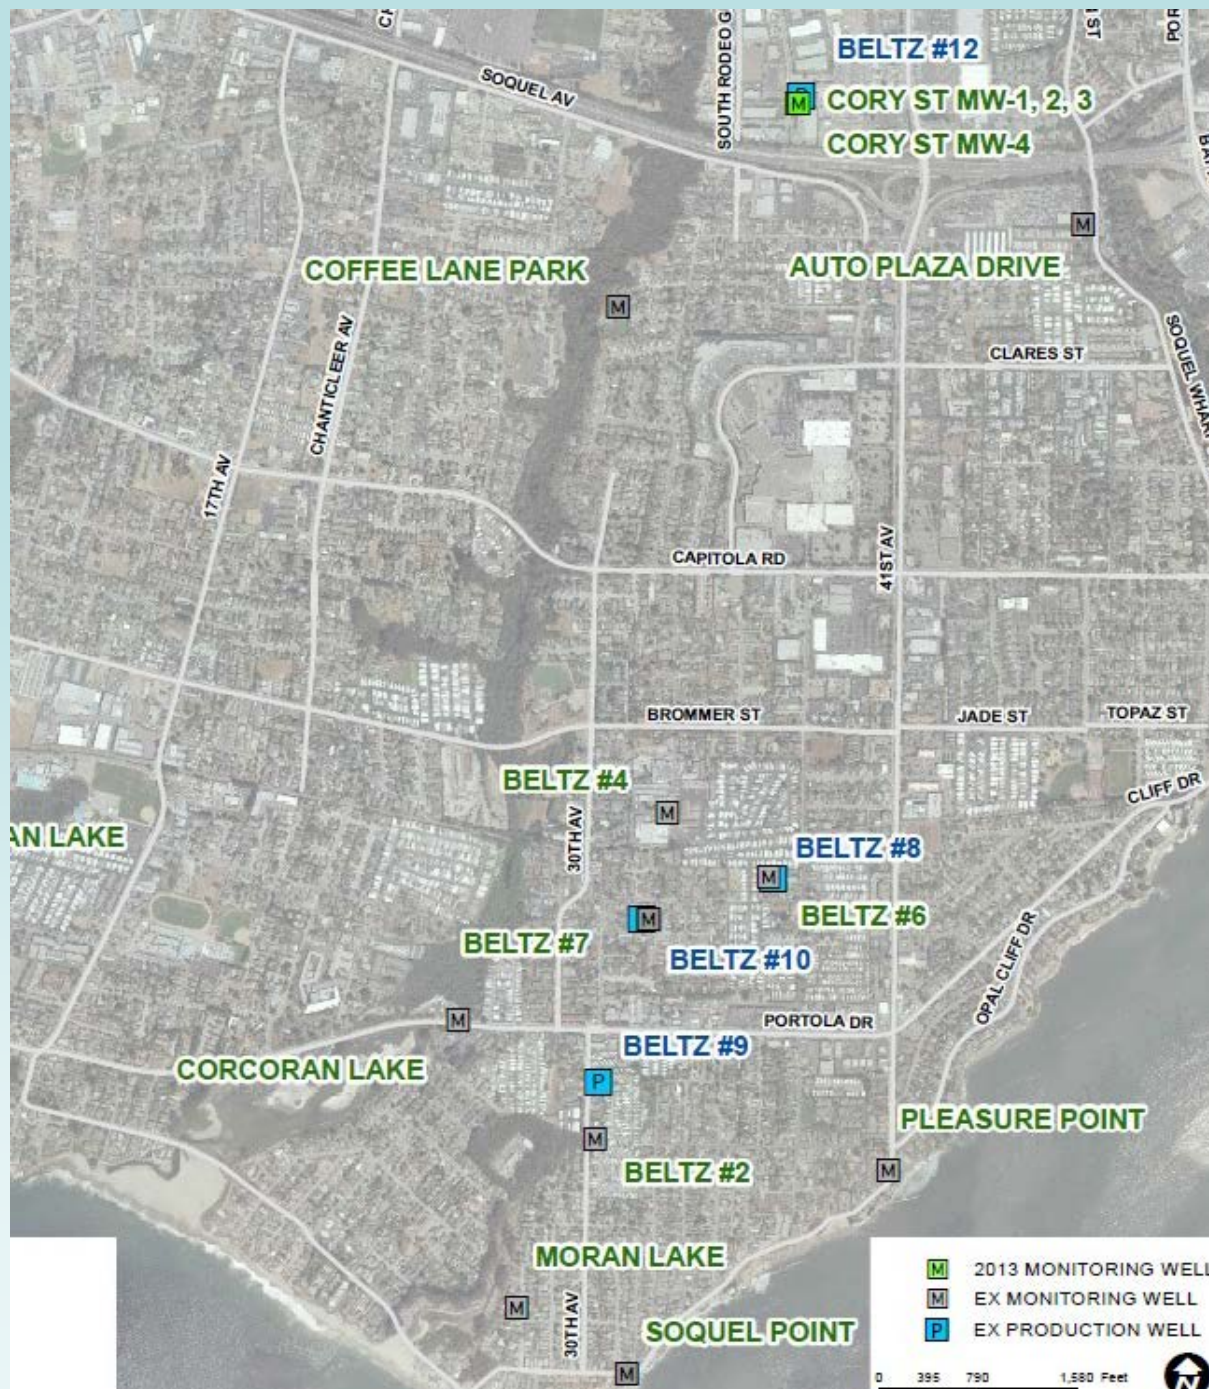 SOUTH RODEO G
BELTZ #12
SOQUEL AV
M
CORY ST MW-1, 2, 3
CORY ST MW-4
M
COFFEE LANE PARK
AUTO PLAZA DRIVE
M
CHANTICLEER AV
CLARES ST
SOQUEL WHARF
17TH AV
CAPITOLA RD
41ST AV
BROMMER ST
JADE ST
TOPAZ ST
BELTZ #4
CLIFF DR
M
AN LAKE
30TH AV
BELTZ #8
M
BELTZ #6
M
BELTZ #7
BELTZ #10
OPAL CLIFF DR
M
PORTOLA DR
BELTZ #9
CORCORAN LAKE
P
PLEASURE POINT
M
BELTZ #2
M
MORAN LAKE
M
30TH AV
SOQUEL POINT
M
M 2013 MONITORING WELL
M EX MONITORING WELL
P EX PRODUCTION WELL
0 395 790 1,580 Feet
N